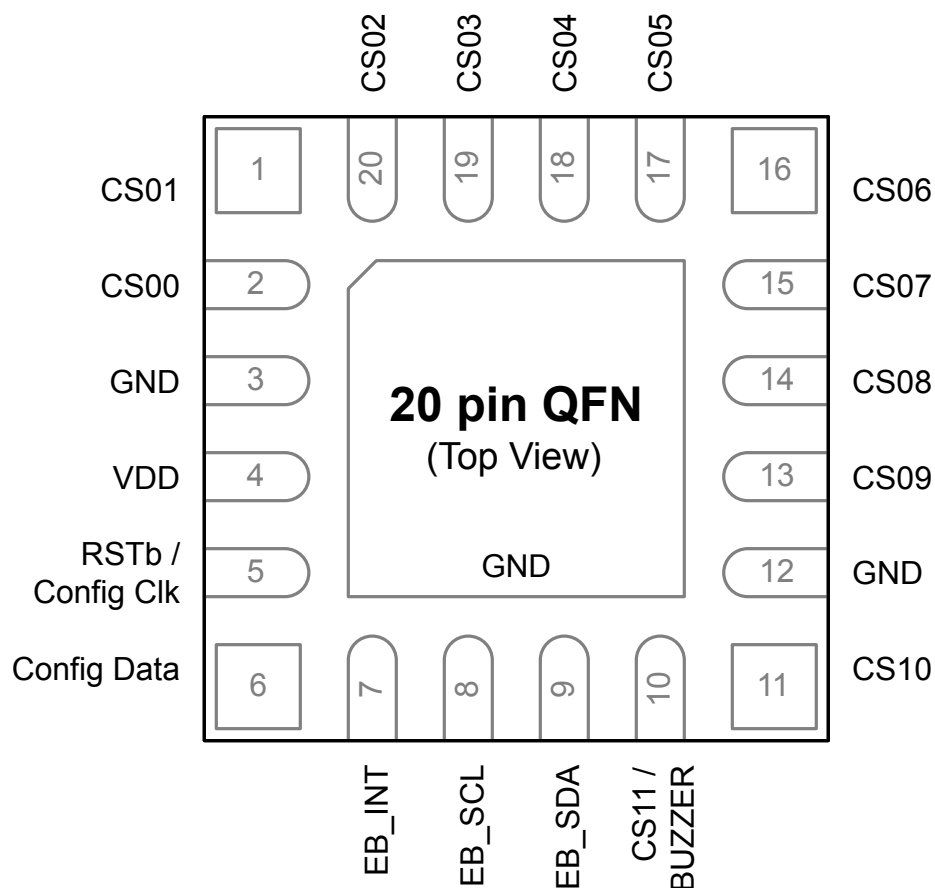 CS02
CS03
CS04
CS05
1
20
19
18
17
16
CS01
CS06
CS00
2
15
CS07
GND
3
14
CS08
20 pin QFN
(Top View)
VDD
4
13
CS09
RSTb /
Config Clk
5
GND
12
GND
Config Data
6
7
8
9
10
11
CS10
EB_INT
EB_SCL
EB_SDA
CS11 /
BUZZER